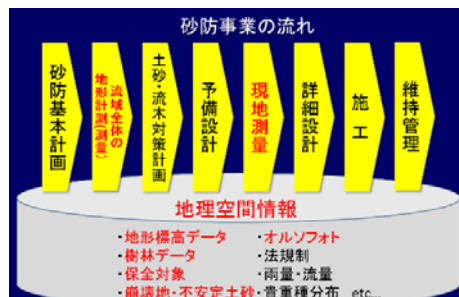 砂防事業の流れ
砂防基本計画
流域全体の
地形計測(測量)
土砂・流木対策計画
予備設計
現地測量
詳細設計
施工
維持管理
地理空間情報
・地形標高データ
・オルソフォト
・樹林データ
・法規制
・保全対象
・雨量・流量
・崩壊地・不安定土砂
・貴重種分布 etc...